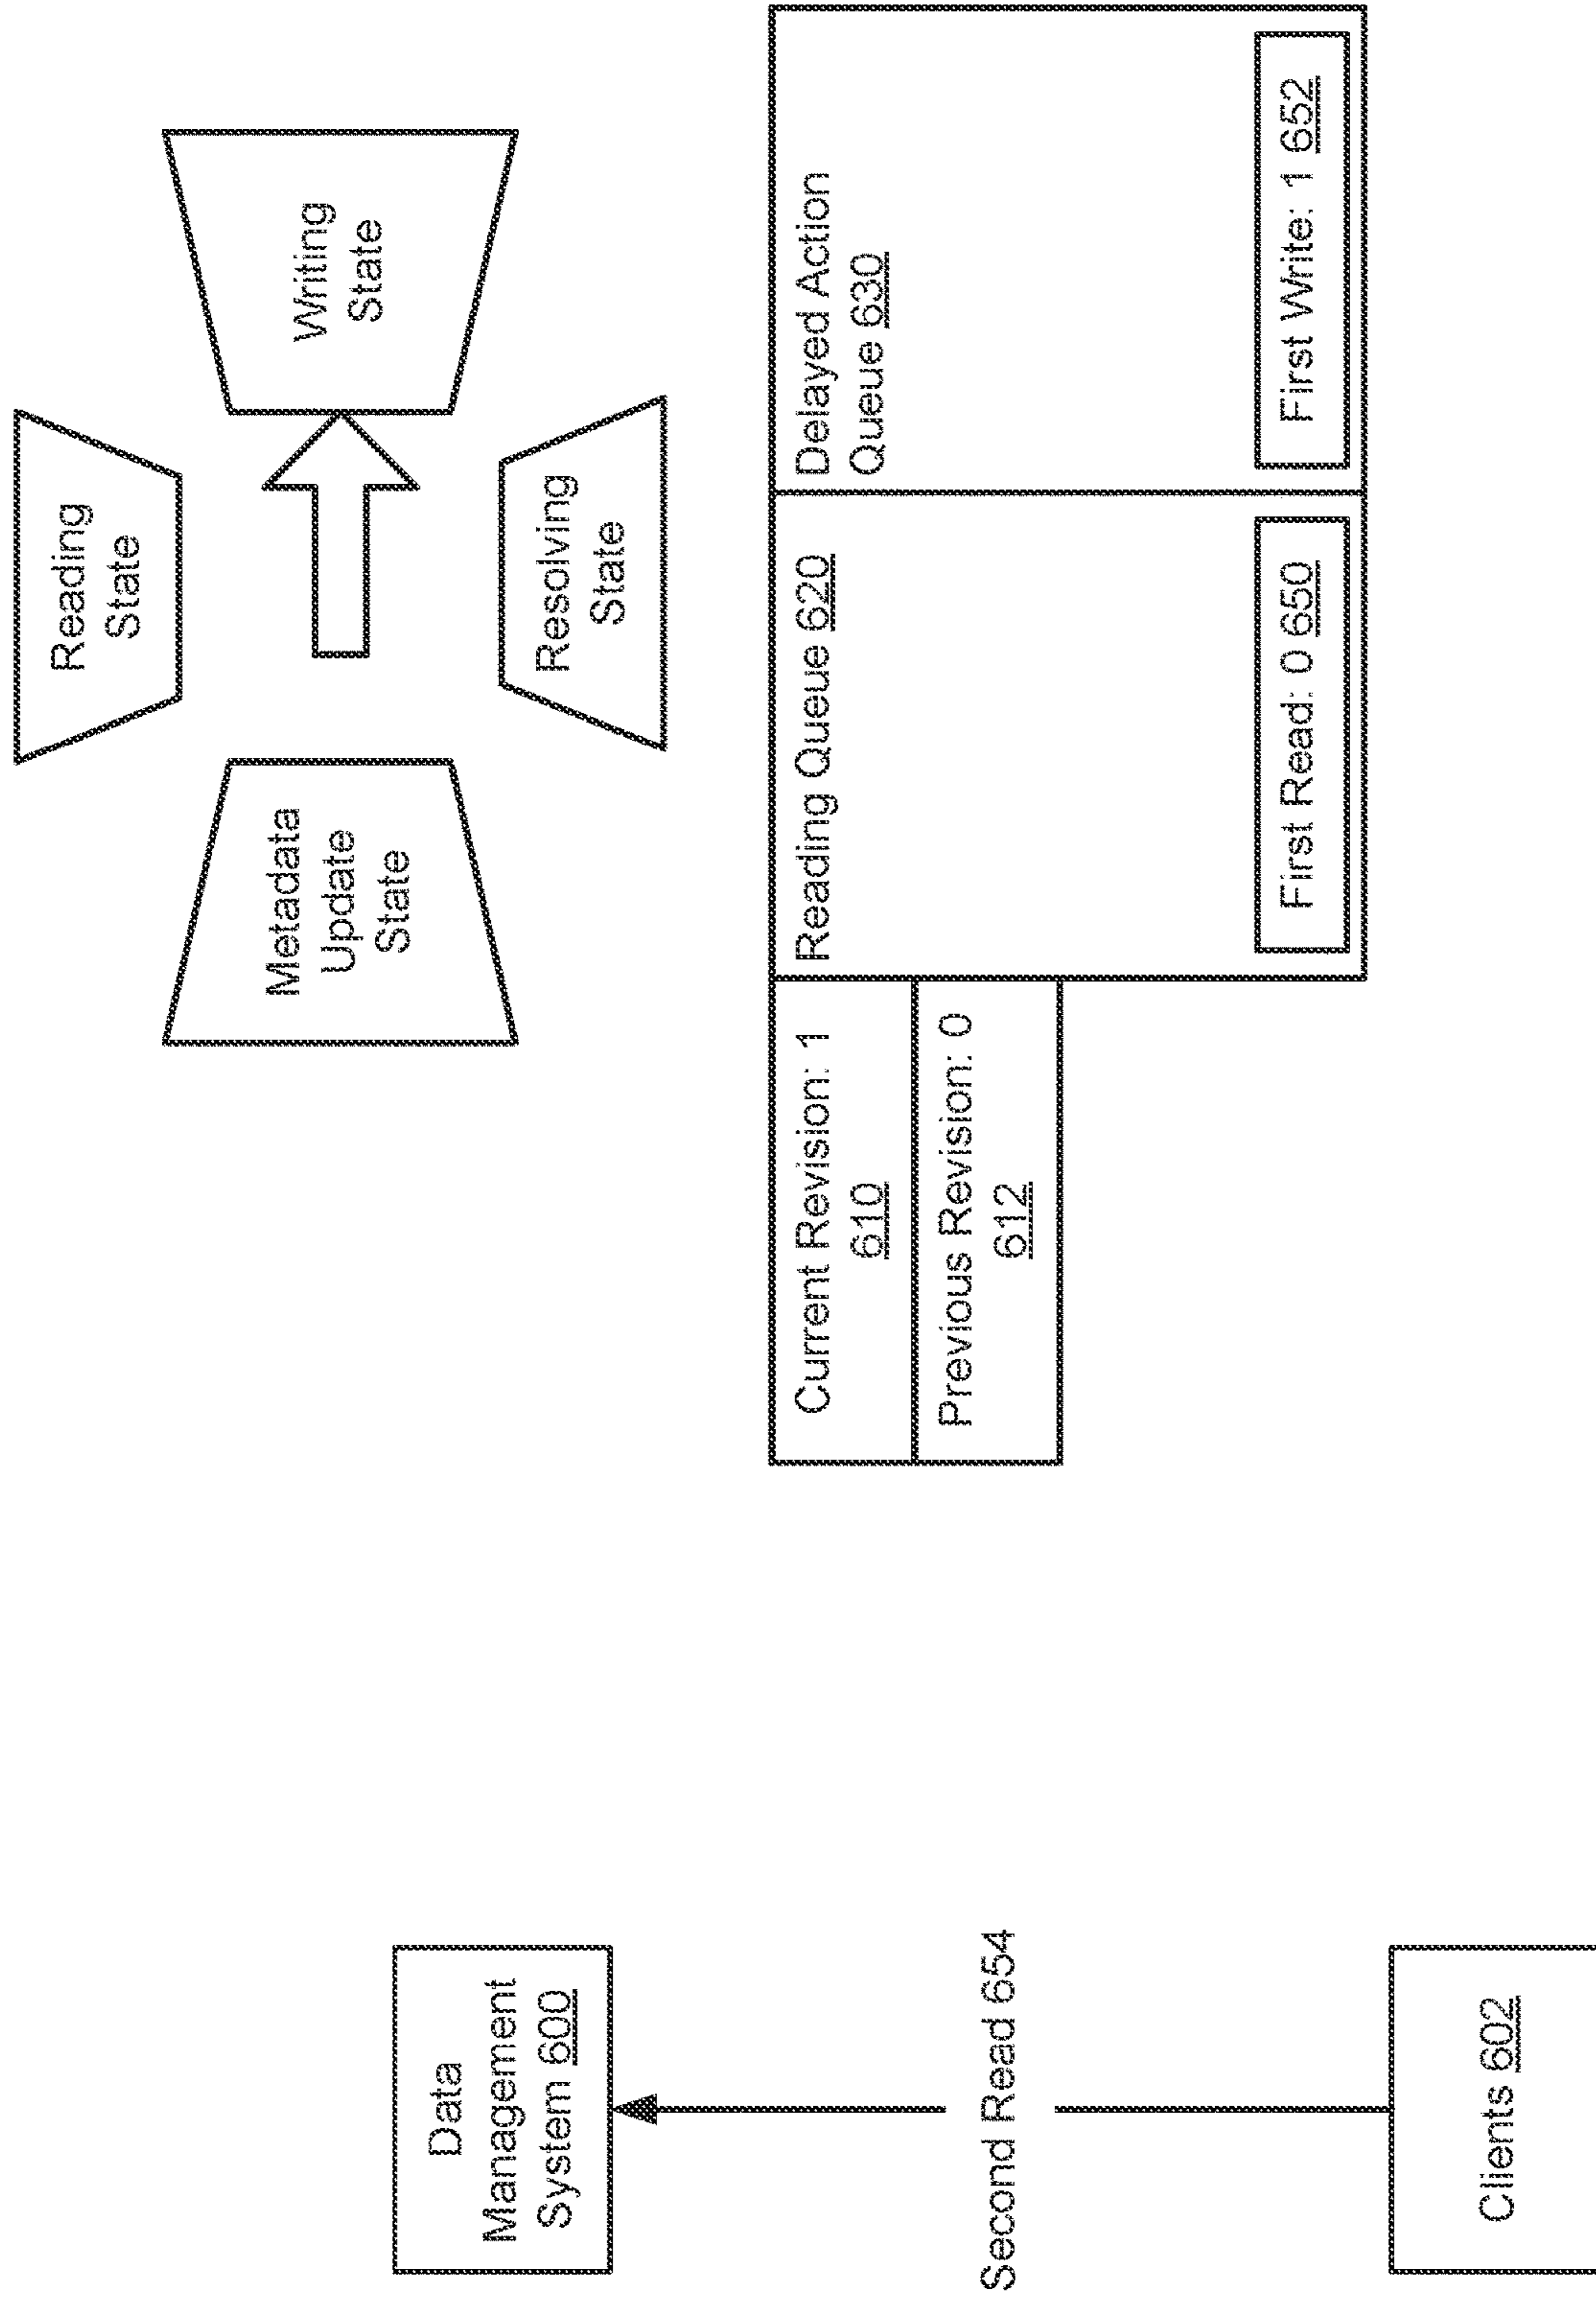 Data
Management
System 600
Second Read 654
Clients 602
Reading
State
Metadata
Update
State
Writing
State
Resolving
State
Current Revision: 1
610
Previous Revision: 0
612
Reading Queue 620
First Read: 0 650
Delayed Action
Queue 630
First Write: 1 652